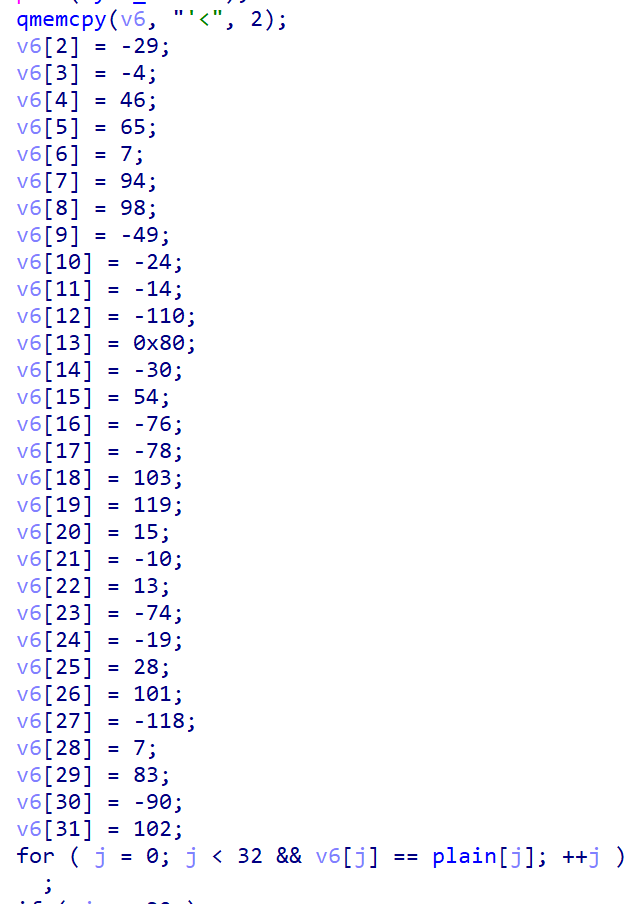 qmemcpy(v6, "'<", 2);
v6[2] = -29;
v6[3] = -4;
v6[4] = 46;
v6[5] = 65;
v6[6] = 7;
v6[7] = 94;
v6[8] = 98;
v6[9] = -49;
v6[10] = -24;
v6[11] = -14;
v6[12] = -110;
v6[13] = 0x80;
v6[14] = -30;
v6[15] = 54;
v6[16] = -76;
v6[17] = -78;
v6[18] = 103;
v6[19] = 119;
v6[20] = 15;
v6[21] = -10;
v6[22] = 13;
v6[23] = -74;
v6[24] = -19;
v6[25] = 28;
v6[26] = 101;
v6[27] = -118;
v6[28] = 7;
v6[29] = 83;
v6[30] = -90;
v6[31] = 102;
for ( j = 0; j < 32 && v6[j] == plain[j]; ++j )
;